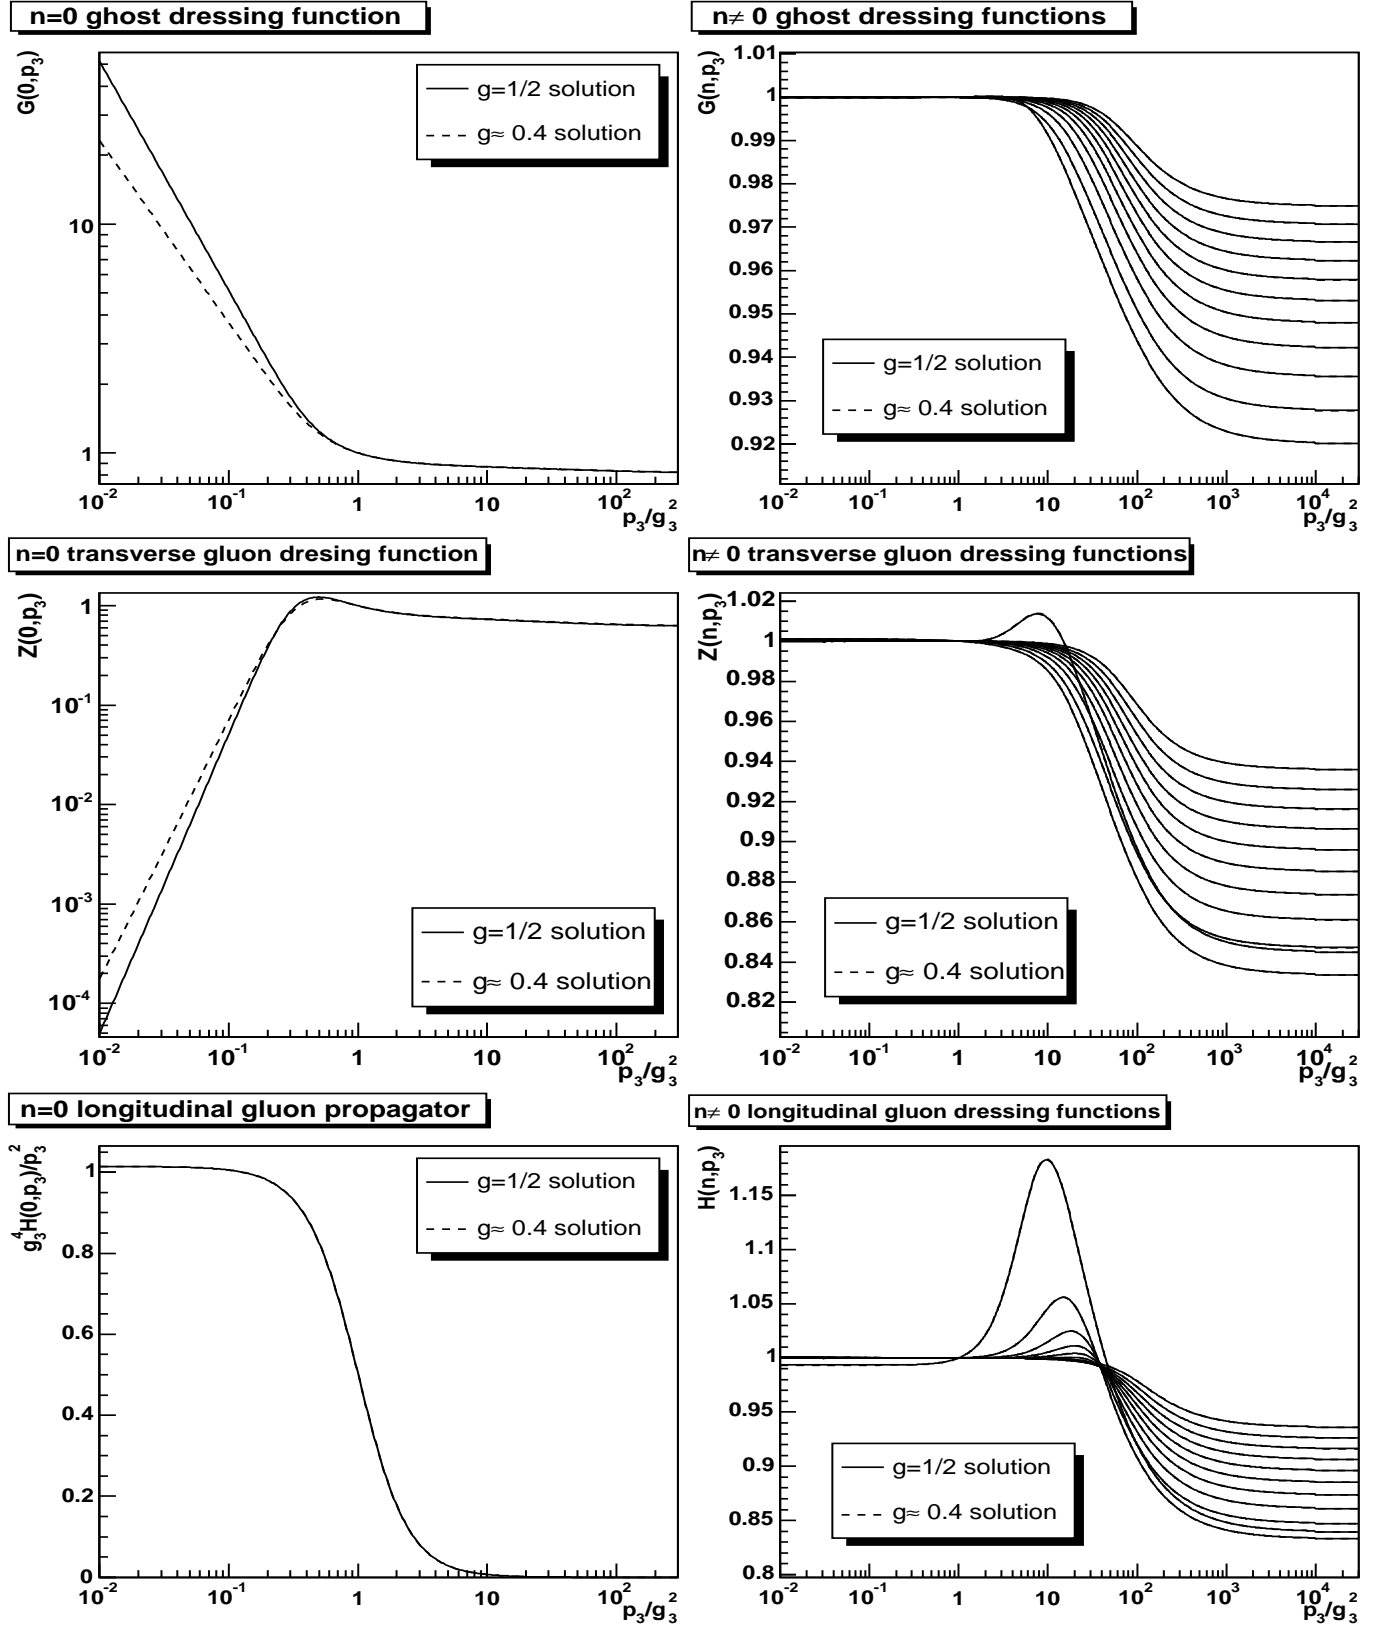 n=0 ghost dressing function
G(0,p₃)
10
1
g=1/2 solution
g≈ 0.4 solution
10⁻² 10⁻¹ 1 10 10²
p₃/g₃²
n≠ 0 ghost dressing functions
G(n,p₃)
1.01
1
0.99
0.98
0.97
0.96
0.95
0.94
0.93
0.92
g=1/2 solution
g≈ 0.4 solution
10⁻² 10⁻¹ 1 10 10² 10³ 10⁴
p₃/g₃²
n=0 transverse gluon dresing function
Z(0,p₃)
1
10⁻¹
10⁻²
10⁻³
10⁻⁴
g=1/2 solution
g≈ 0.4 solution
10⁻² 10⁻¹ 1 10 10²
p₃/g₃²
n≠ 0 transverse gluon dressing functions
Z(n,p₃)
1.02
1
0.98
0.96
0.94
0.92
0.9
0.88
0.86
0.84
0.82
g=1/2 solution
g≈ 0.4 solution
10⁻² 10⁻¹ 1 10 10² 10³ 10⁴
p₃/g₃²
n=0 longitudinal gluon propagator
g₃⁴H(0,p₃)/p₃²
1
0.8
0.6
0.4
0.2
0
g=1/2 solution
g≈ 0.4 solution
10⁻² 10⁻¹ 1 10 10²
p₃/g₃²
n≠ 0 longitudinal gluon dressing functions
H(n,p₃)
1.15
1.1
1.05
1
0.95
0.9
0.85
0.8
g=1/2 solution
g≈ 0.4 solution
10⁻² 10⁻¹ 1 10 10² 10³ 10⁴
p₃/g₃²